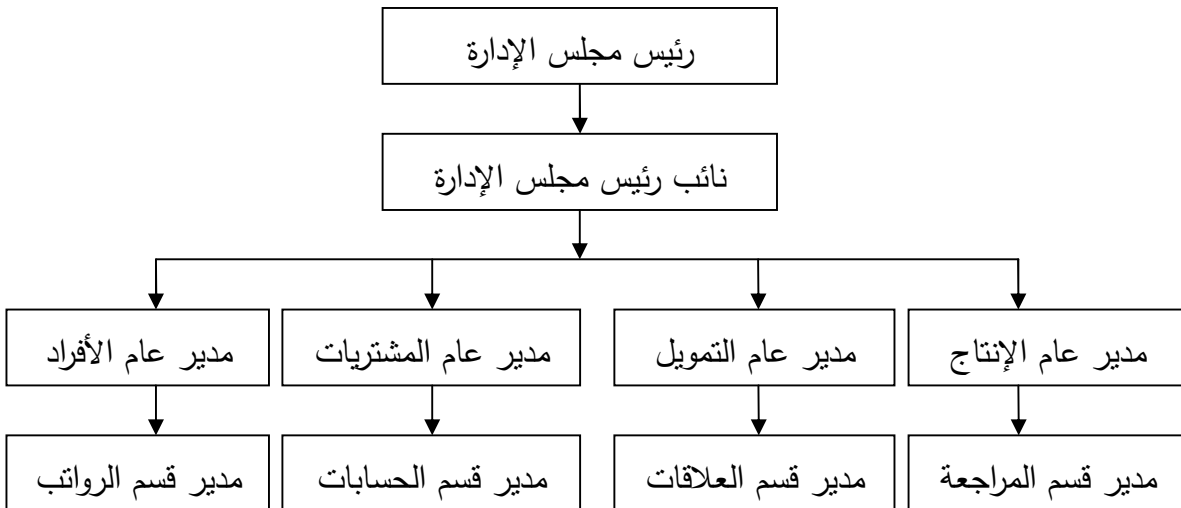 رئيس مجلس الإدارة
نائب رئيس مجلس الإدارة
مدير عام الإنتاج
مدير عام التمويل
مدير عام المشتريات
مدير عام الأفراد
مدير قسم المراجعة
مدير قسم العلاقات
مدير قسم الحسابات
مدير قسم الرواتب